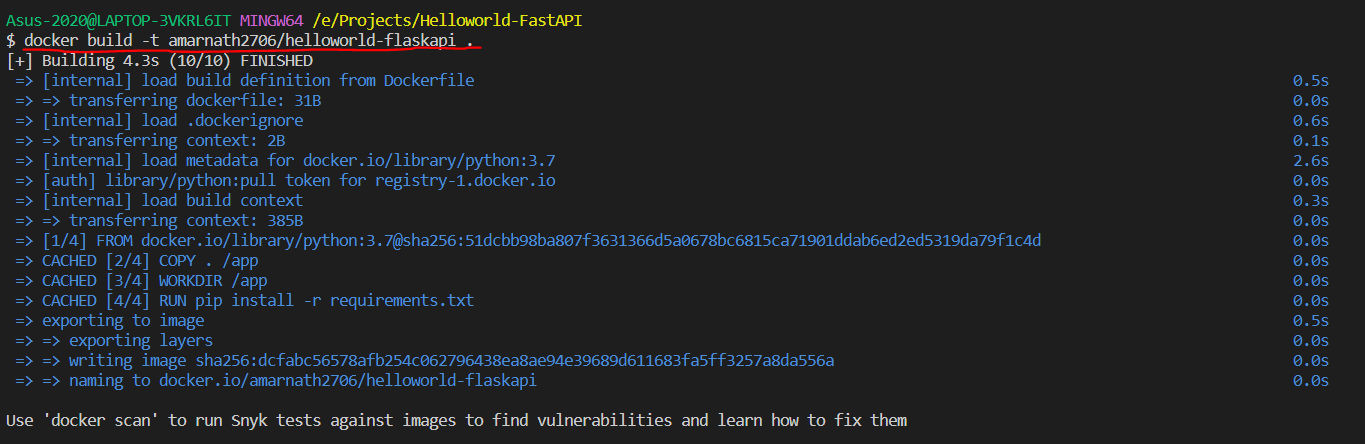 Asus-2020@LAPTOP-3VKRL6IT MINGW64 /e/Projects/Helloworld-FastAPI
$ docker build -t amarnath2706/helloworld-flaskapi .
[+] Building 4.3s (10/10) FINISHED
=> [internal] load build definition from Dockerfile 0.5s
=> => transferring dockerfile: 31B 0.0s
=> [internal] load .dockerignore 0.6s
=> => transferring context: 2B 0.1s
=> [internal] load metadata for docker.io/library/python:3.7 2.6s
=> [auth] library/python:pull token for registry-1.docker.io 0.0s
=> [internal] load build context 0.3s
=> => transferring context: 385B 0.0s
=> [1/4] FROM docker.io/library/python:3.7@sha256:51dcbb98ba807f3631366d5a0678bc6815ca71901ddab6ed2ed5319da79f1c4d 0.0s
=> CACHED [2/4] COPY . /app 0.0s
=> CACHED [3/4] WORKDIR /app 0.0s
=> CACHED [4/4] RUN pip install -r requirements.txt 0.0s
=> exporting to image 0.5s
=> => exporting layers 0.0s
=> => writing image sha256:dcfabc56578afb254c062796438ea8ae94e39689d611683fa5ff3257a8da556a 0.0s
=> => naming to docker.io/amarnath2706/helloworld-flaskapi 0.0s
Use 'docker scan' to run Snyk tests against images to find vulnerabilities and learn how to fix them